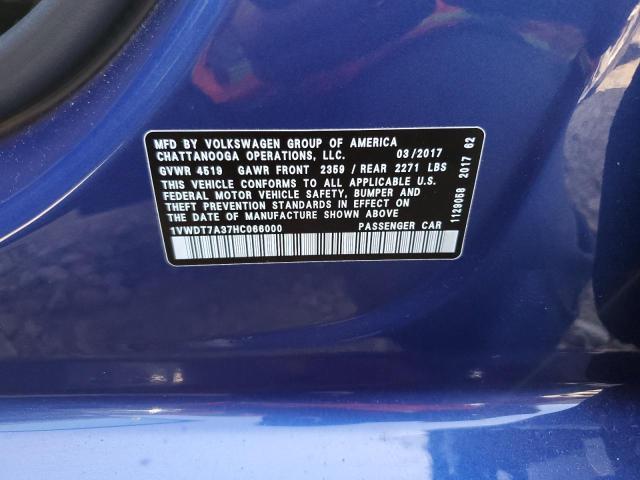 MFD BY VOLKSWAGEN GROUP OF AMERICA
CHATTANOOGA OPERATIONS, LLC. 03/2017
GVWR 4519 GAWR FRONT 2359 / REAR 2271 LBS
THIS VEHICLE CONFORMS TO ALL APPLICABLE U.S.
FEDERAL MOTOR VEHICLE SAFETY, BUMPER AND
THEFT PREVENTION STANDARDS IN EFFECT ON THE
DATE OF MANUFACTURE SHOWN ABOVE
1VWDT7A37HC066000 PASSENGER CAR
1129068 2017 62